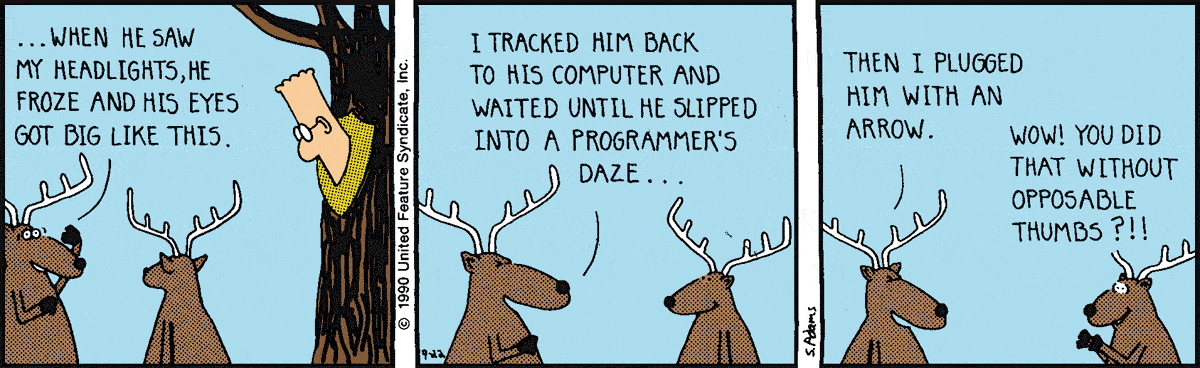 ...WHEN HE SAW
MY HEADLIGHTS, HE
FROZE AND HIS EYES
GOT BIG LIKE THIS.
© 1990 United Feature Syndicate, Inc.
I TRACKED HIM BACK
TO HIS COMPUTER AND
WAITED UNTIL HE SLIPPED
INTO A PROGRAMMER'S
DAZE...
9-22
S. Adams
THEN I PLUGGED
HIM WITH AN
ARROW.
WOW! YOU DID
THAT WITHOUT
OPPOSABLE
THUMBS?!!